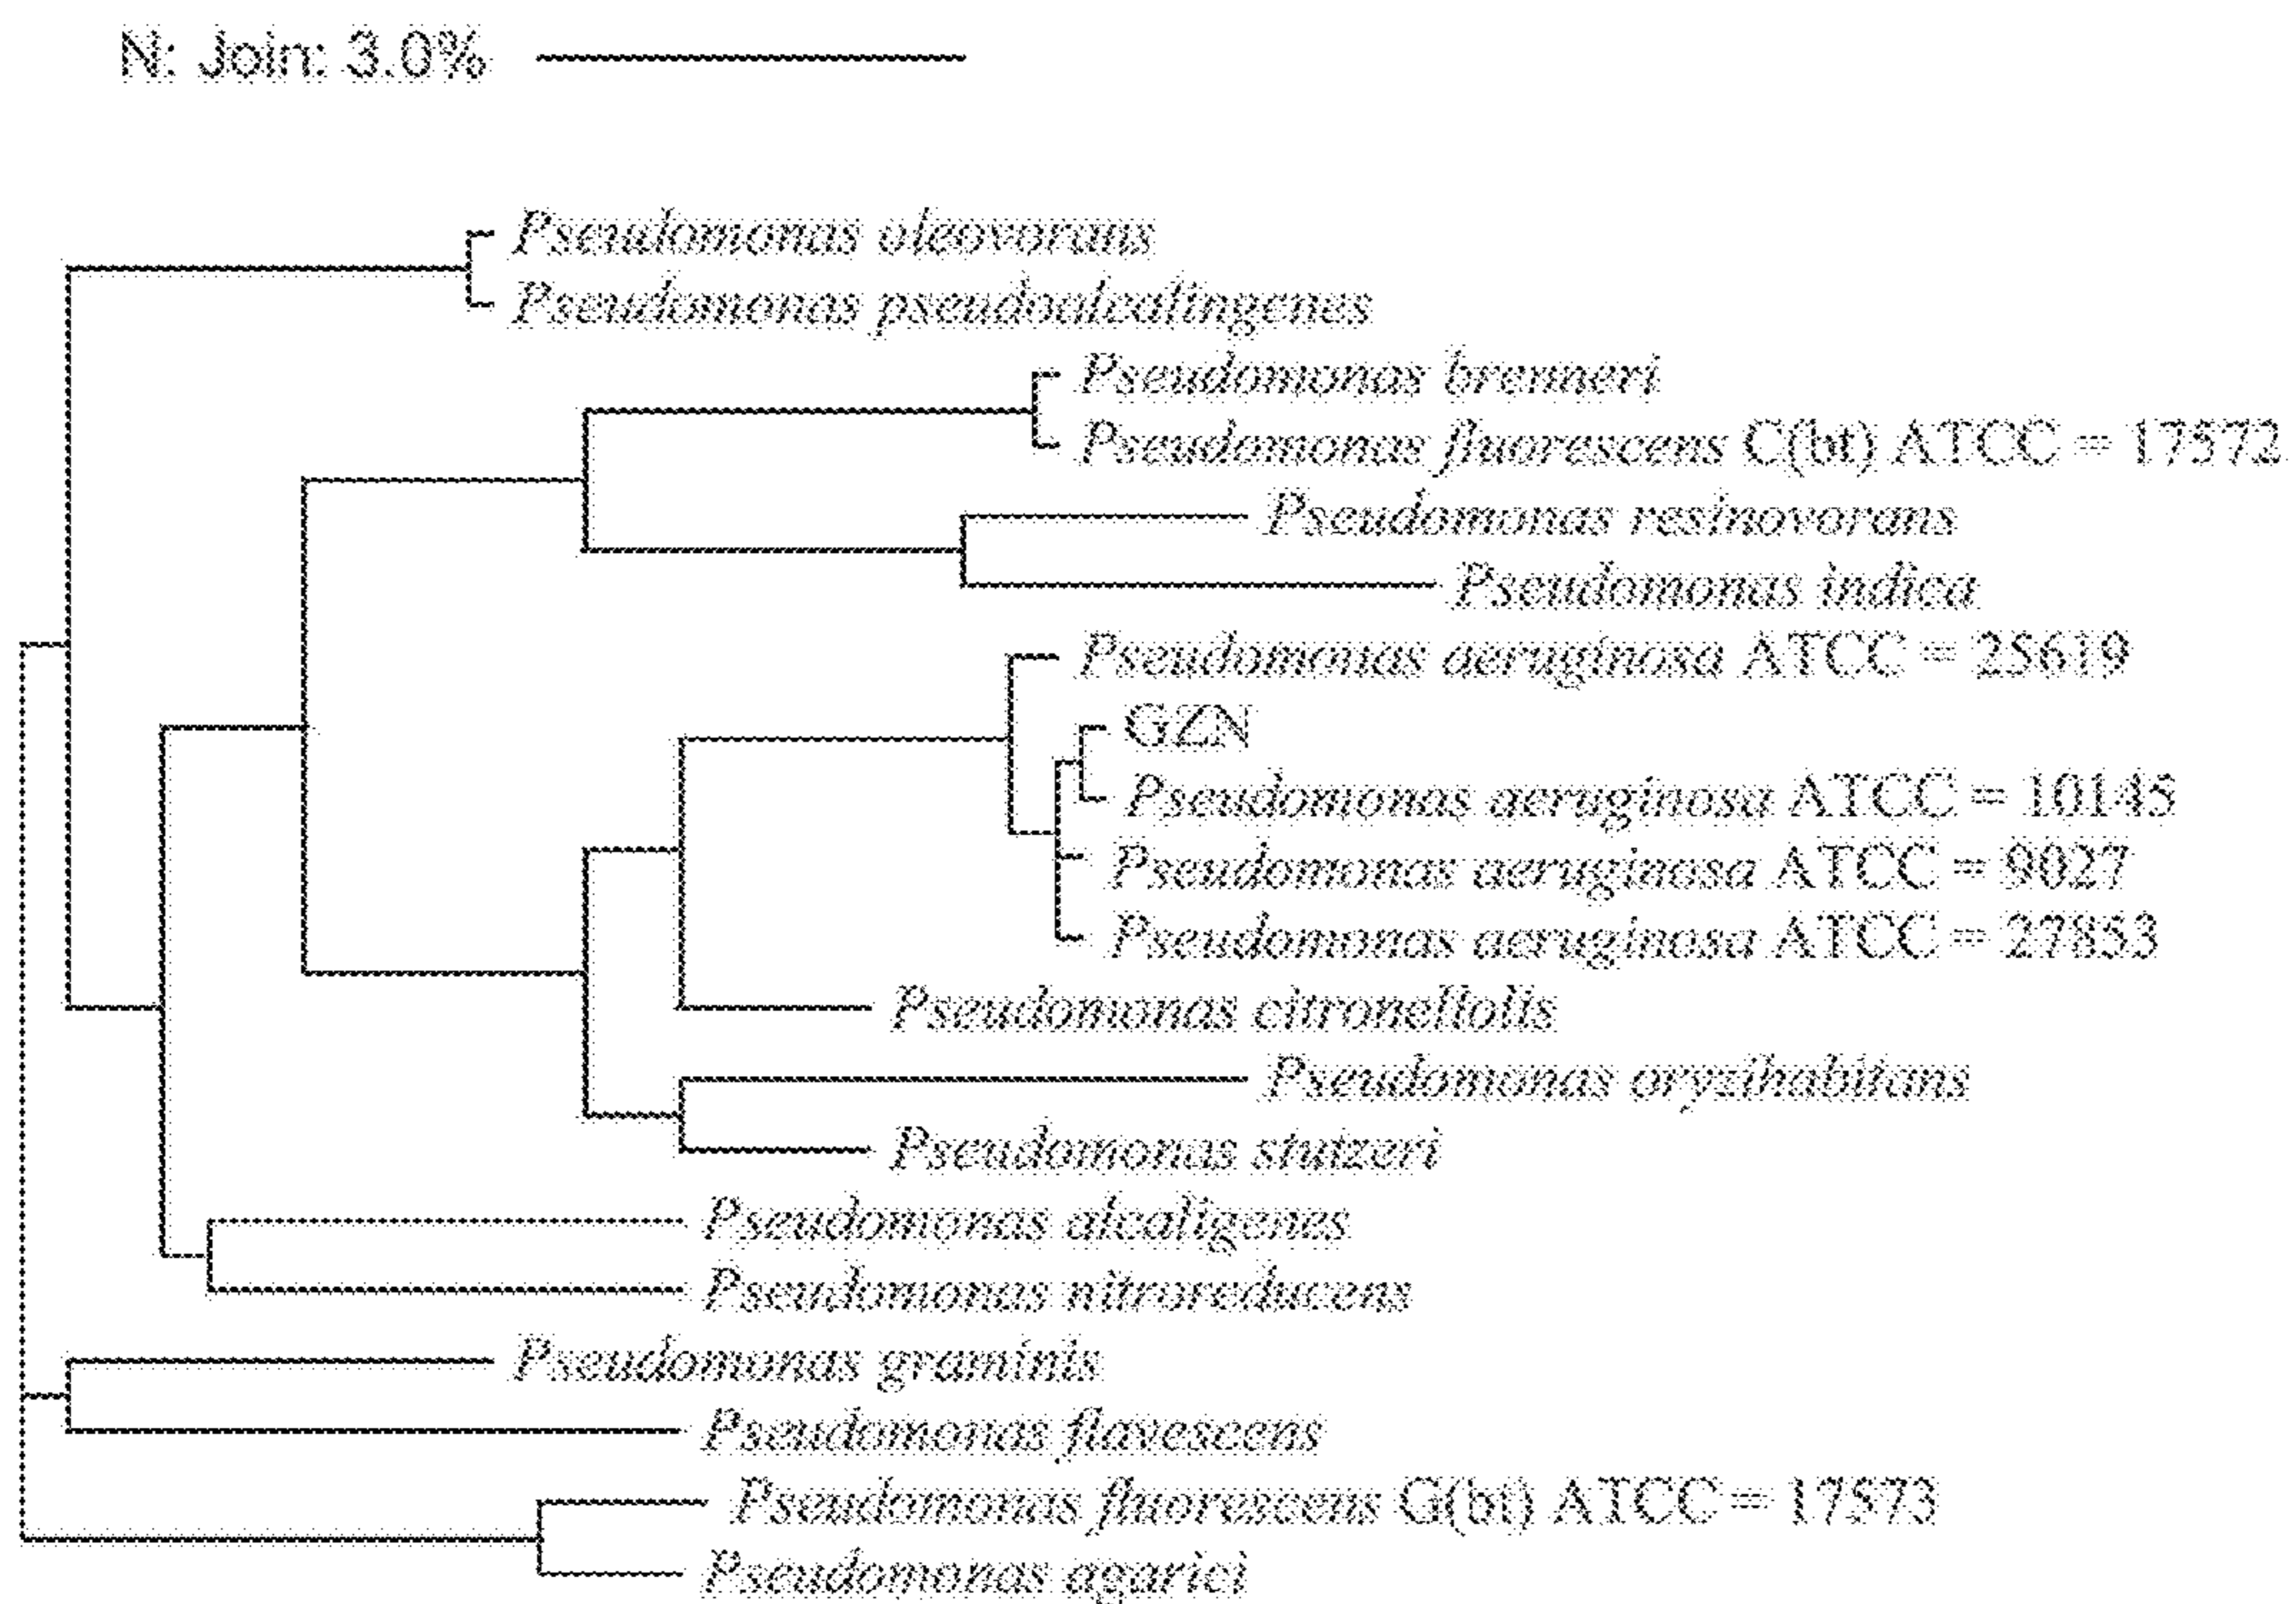 N: Join: 3.0%
Pseudomonas oleovorans
Pseudomonas pseudoalcalingenes
Pseudomonas brenneri
Pseudomonas fluorescens C(bt) ATCC = 17572
Pseudomonas resinovorans
Pseudomonas indica
Pseudomonas aeruginosa ATCC = 25619
GZN
Pseudomonas aeruginosa ATCC = 10145
Pseudomonas aeruginosa ATCC = 9027
Pseudomonas aeruginosa ATCC = 27853
Pseudomonas citronellolis
Pseudomonas oryzihabitans
Pseudomonas stutzeri
Pseudomonas alcaligenes
Pseudomonas nitroreducens
Pseudomonas graminis
Pseudomonas flavescens
Pseudomonas fluorescens G(bt) ATCC = 17573
Pseudomonas agarici